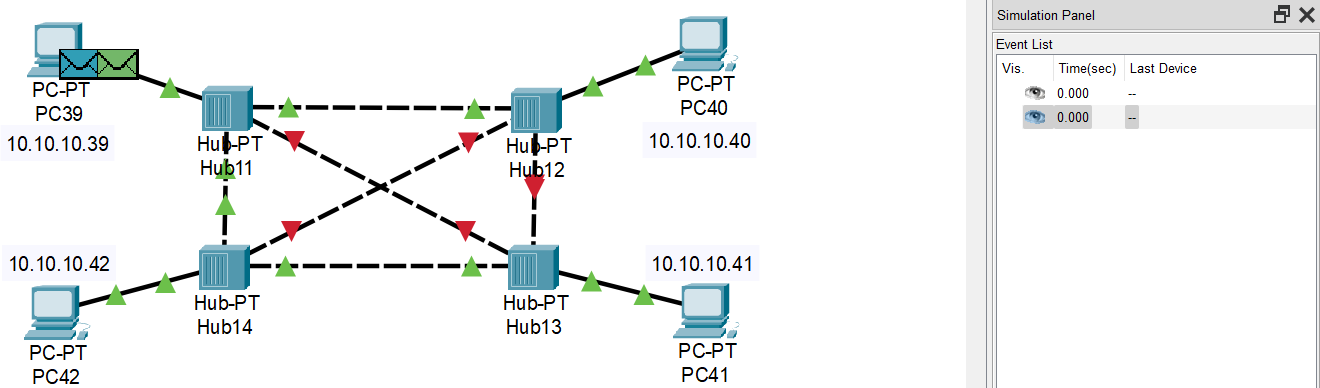 PC-PT
PC39
10.10.10.39
Hub-PT
Hub11
Hub-PT
Hub12
PC-PT
PC40
10.10.10.40
10.10.10.42
PC-PT
PC42
Hub-PT
Hub14
Hub-PT
Hub13
10.10.10.41
PC-PT
PC41
Simulation Panel
Event List
Vis. Time(sec) Last Device
0.000 --
0.000 --